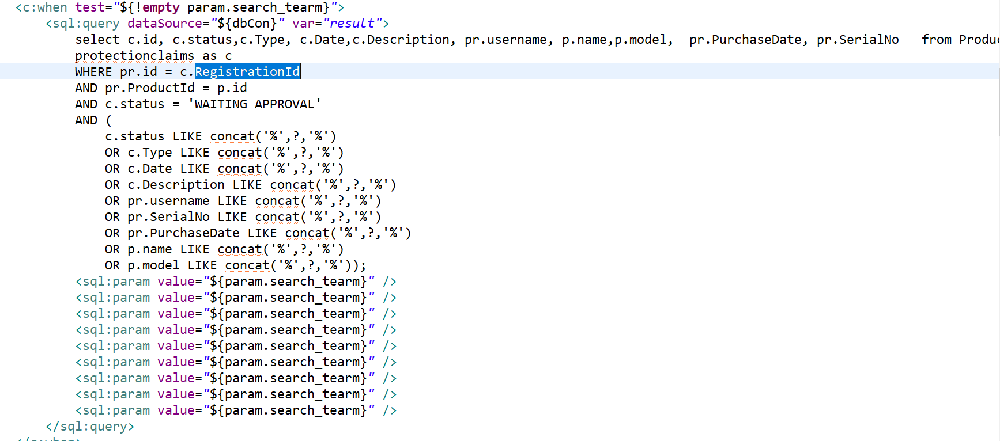 <c:when test="${!empty param.search_tearm}">
<sql:query dataSource="${dbCon}" var="result">
select c.id, c.status,c.Type, c.Date,c.Description, pr.username, p.name,p.model,  pr.PurchaseDate, pr.SerialNo   from
protectionclaims as c
WHERE pr.id = c.RegistrationId
AND pr.ProductId = p.id
AND c.status = 'WAITING APPROVAL'
AND (
c.status LIKE concat('%',?,'%')
OR c.Type LIKE concat('%',?,'%')
OR c.Date LIKE concat('%',?,'%')
OR c.Description LIKE concat('%',?,'%')
OR pr.username LIKE concat('%',?,'%')
OR pr.SerialNo LIKE concat('%',?,'%')
OR pr.PurchaseDate LIKE concat('%',?,'%')
OR p.name LIKE concat('%',?,'%')
OR p.model LIKE concat('%',?,'%'));
<sql:param value="${param.search_tearm}" />
<sql:param value="${param.search_tearm}" />
<sql:param value="${param.search_tearm}" />
<sql:param value="${param.search_tearm}" />
<sql:param value="${param.search_tearm}" />
<sql:param value="${param.search_tearm}" />
<sql:param value="${param.search_tearm}" />
<sql:param value="${param.search_tearm}" />
<sql:param value="${param.search_tearm}" />
</sql:query>